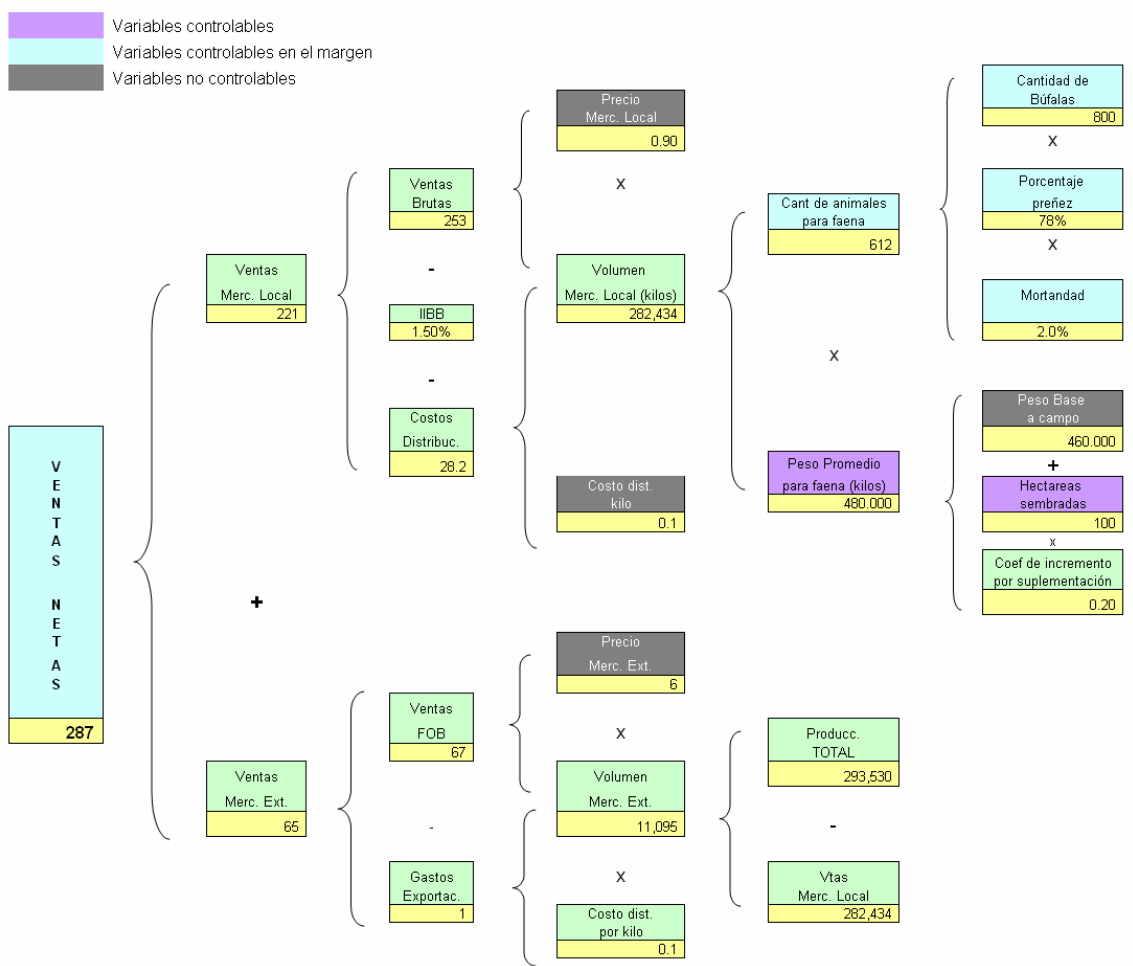 Variables controlables
Variables controlables en el margen
Variables no controlables
VENTAS NETAS
287
Ventas
Merc. Local
221
+
Ventas
Merc. Ext.
65
Ventas
Brutas
253
-
IIBB
1.50%
-
Costos
Distribuc.
28.2
Ventas
FOB
67
-
Gastos
Exportac.
1
Precio
Merc. Local
0.90
x
Volumen
Merc. Local (kilos)
282,434
Costo dist.
kilo
0.1
Precio
Merc. Ext.
6
x
Volumen
Merc. Ext.
11,095
x
Costo dist.
por kilo
0.1
Cant de animales
para faena
612
x
Peso Promedio
para faena (kilos)
480.000
Producc.
TOTAL
293,530
-
Vtas
Merc. Local
282,434
Cantidad de
Búfalas
800
x
Porcentaje
preñez
78%
x
Mortandad
2.0%
Peso Base
a campo
460.000
+
Hectareas
sembradas
100
x
Coef de incremento
por suplementación
0.20